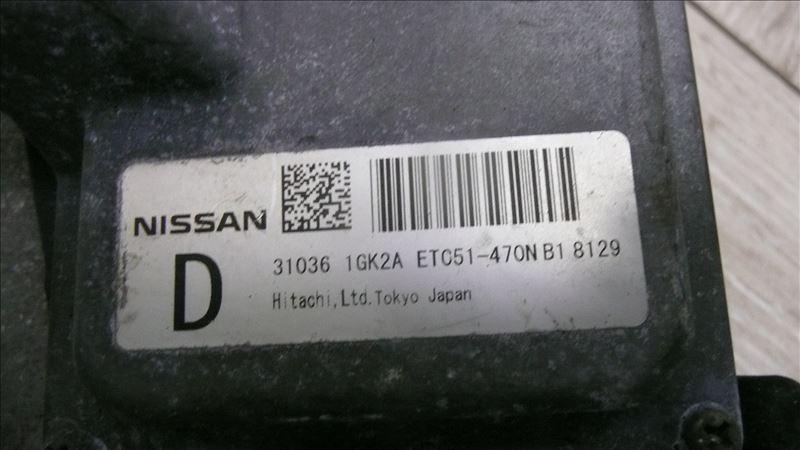 NISSAN
D
31036 1GK2A ETC51-470N B1 8129
Hitachi,Ltd.Tokyo Japan